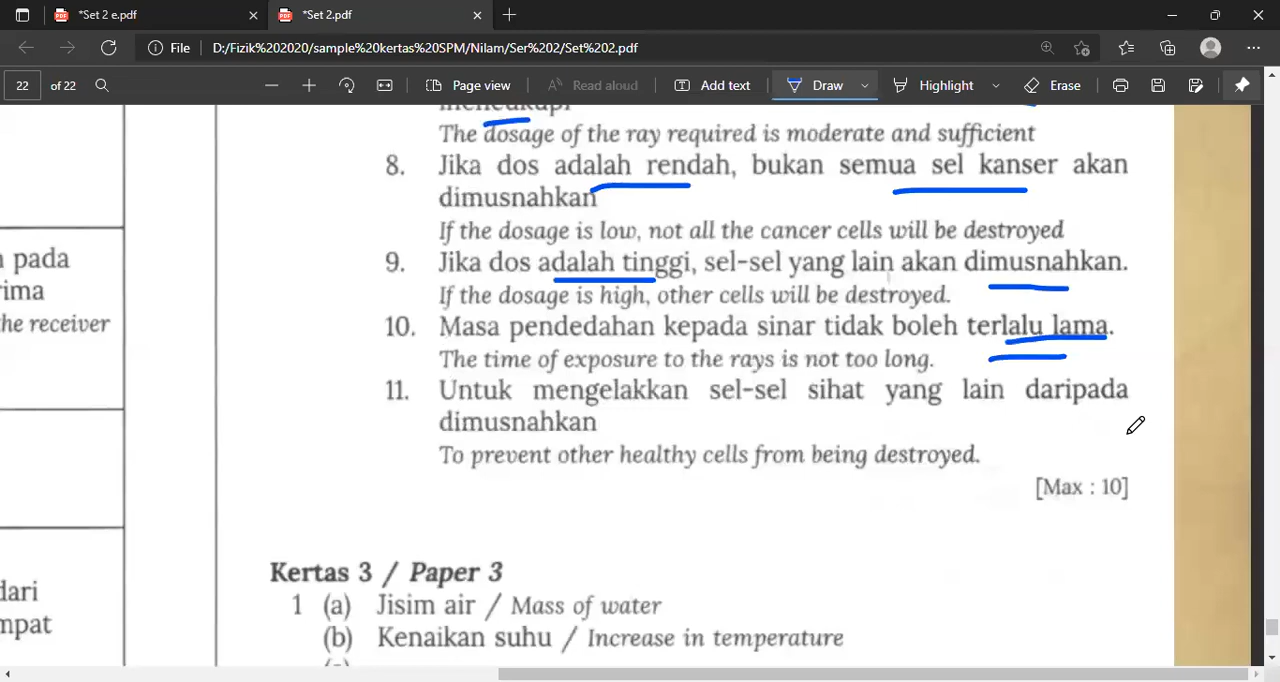 *Set 2 e.pdf
*Set 2.pdf
File
D:/Fizik%202020/sample%20kertas%20SPM/Nilam/Ser%202/Set%202.pdf
22 of 22
Page view
Read aloud
Add text
Draw
Highlight
Erase
The dosage of the ray required is moderate and sufficient
8. Jika dos adalah rendah, bukan semua sel kanser akan
dimusnahkan
If the dosage is low, not all the cancer cells will be destroyed
9. Jika dos adalah tinggi, sel-sel yang lain akan dimusnahkan.
If the dosage is high, other cells will be destroyed.
10. Masa pendedahan kepada sinar tidak boleh terlalu lama.
The time of exposure to the rays is not too long.
11. Untuk mengelakkan sel-sel sihat yang lain daripada
dimusnahkan
To prevent other healthy cells from being destroyed.
[Max : 10]
pada
ima
he receiver
dari
mpat
Kertas 3 / Paper 3
1 (a) Jisim air / Mass of water
(b) Kenaikan suhu / Increase in temperature